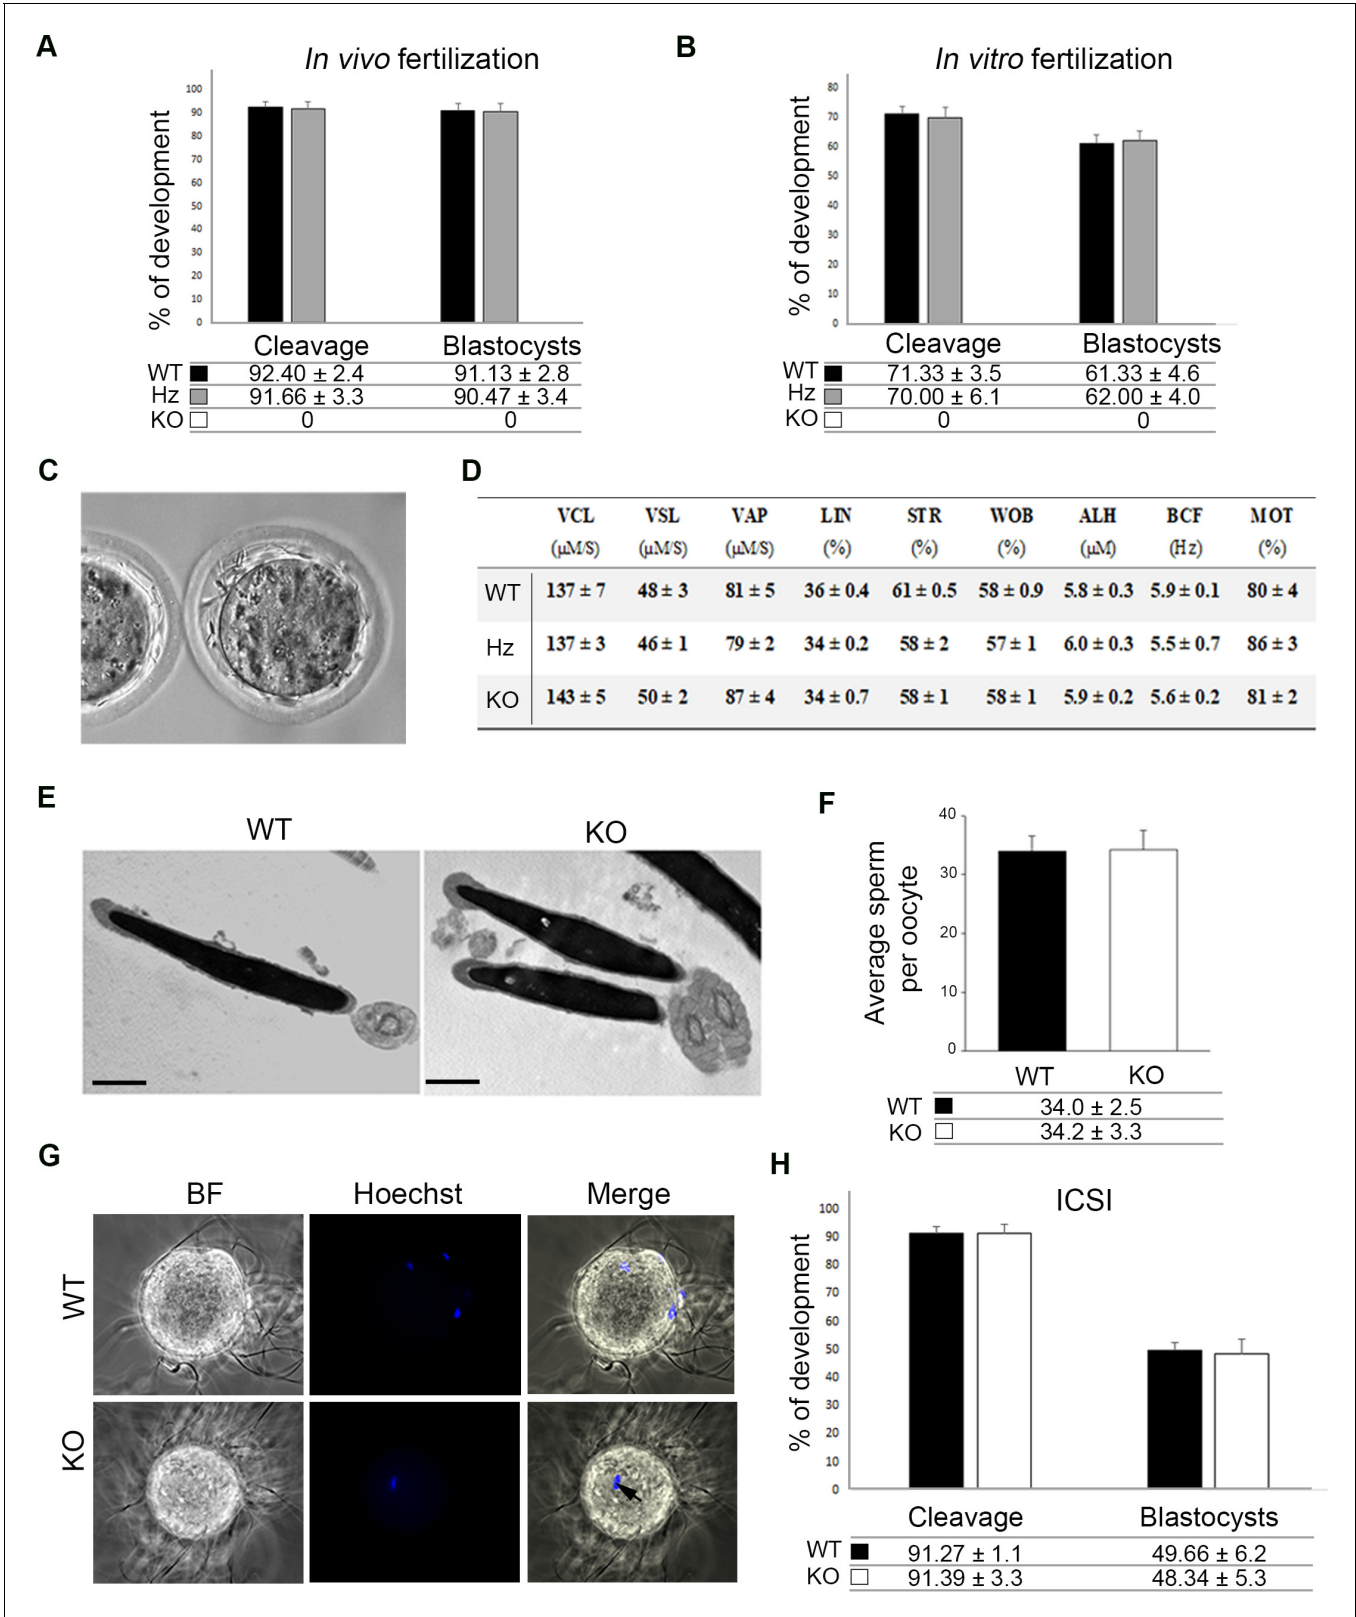 A
In vivo fertilization
% of development
100
90
80
70
60
50
40
30
20
10
0
Cleavage Blastocysts
WT 92.40 ± 2.4 91.13 ± 2.8
Hz 91.66 ± 3.3 90.47 ± 3.4
KO 0 0
B
In vitro fertilization
% of development
80
70
60
50
40
30
20
10
0
Cleavage Blastocysts
WT 71.33 ± 3.5 61.33 ± 4.6
Hz 70.00 ± 6.1 62.00 ± 4.0
KO 0 0
C
D
VCL VSL VAP LIN STR WOB ALH BCF MOT
(µM/S) (µM/S) (µM/S) (%) (%) (%) (µM) (Hz) (%)
WT 137 ± 7 48 ± 3 81 ± 5 36 ± 0.4 61 ± 0.5 58 ± 0.9 5.8 ± 0.3 5.9 ± 0.1 80 ± 4
Hz 137 ± 3 46 ± 1 79 ± 2 34 ± 0.2 58 ± 2 57 ± 1 6.0 ± 0.3 5.5 ± 0.7 86 ± 3
KO 143 ± 5 50 ± 2 87 ± 4 34 ± 0.7 58 ± 1 58 ± 1 5.9 ± 0.2 5.6 ± 0.2 81 ± 2
E
WT KO
F
Average sperm
per oocyte
40
30
20
10
0
WT KO
WT 34.0 ± 2.5
KO 34.2 ± 3.3
G
BF Hoechst Merge
WT
KO
H
ICSI
% of development
100
90
80
70
60
50
40
30
20
10
0
Cleavage Blastocysts
WT 91.27 ± 1.1 49.66 ± 6.2
KO 91.39 ± 3.3 48.34 ± 5.3